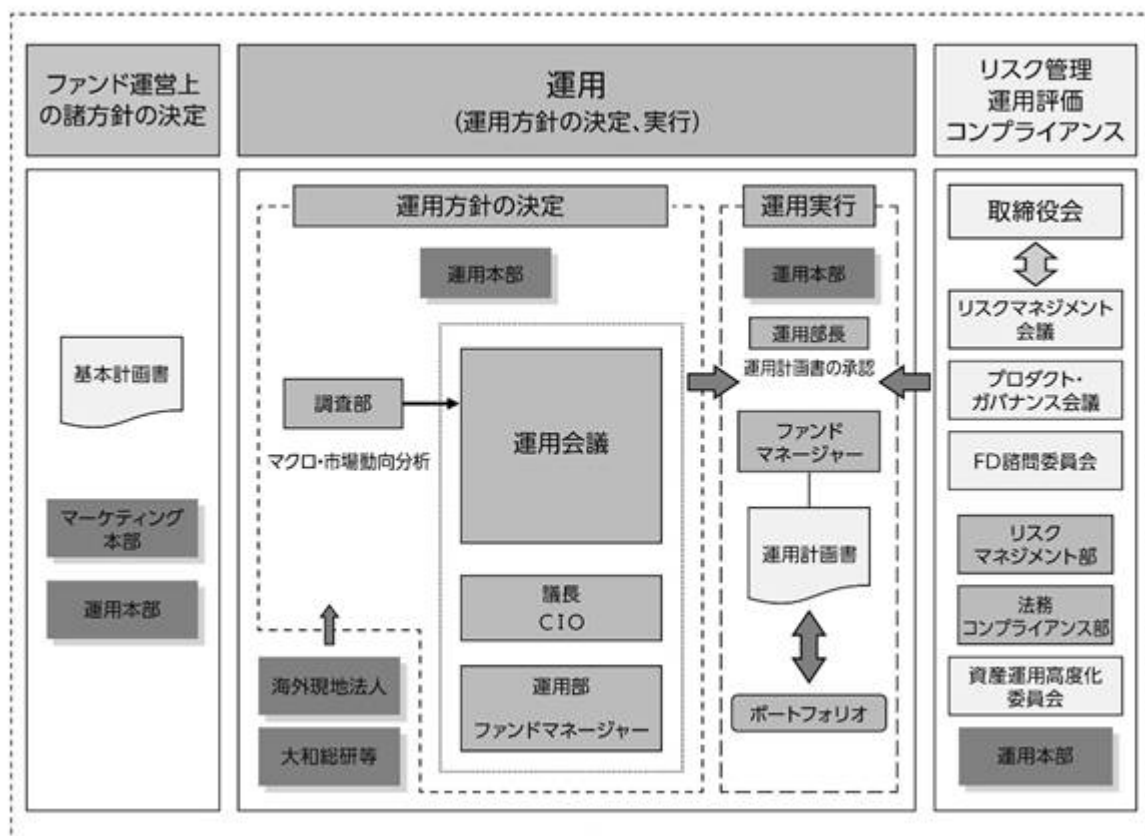 ファンド運営上
の諸方針の決定
基本計画書
マーケティング
本部
運用本部
運用
(運用方針の決定、実行)
運用方針の決定
運用本部
調査部
マクロ・市場動向分析
運用会議
議長
CIO
運用部
ファンドマネージャー
海外現地法人
大和総研等
運用実行
運用本部
運用部長
運用計画書の承認
ファンド
マネージャー
運用計画書
ポートフォリオ
リスク管理
運用評価
コンプライアンス
取締役会
リスクマネジメント
会議
プロダクト・
ガバナンス会議
FD諮問委員会
リスク
マネジメント部
法務
コンプライアンス部
資産運用高度化
委員会
運用本部